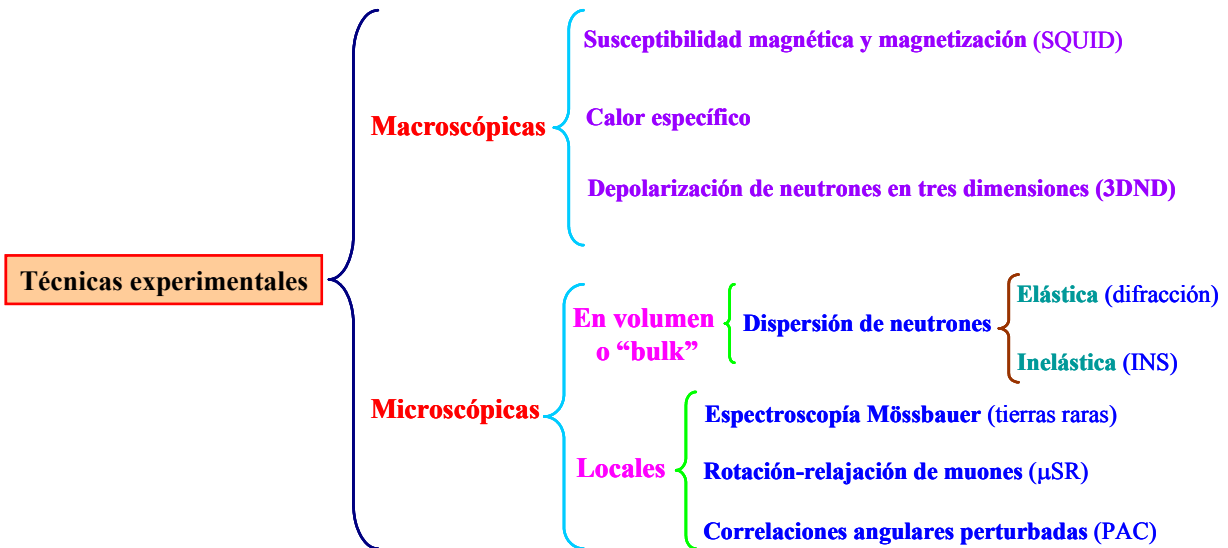 Técnicas experimentales
Macroscópicas
Susceptibilidad magnética y magnetización (SQUID)
Calor específico
Depolarización de neutrones en tres dimensiones (3DND)
Microscópicas
En volumen
o “bulk”
Dispersión de neutrones
Elástica (difracción)
Inelástica (INS)
Locales
Espectroscopía Mössbauer (tierras raras)
Rotación-relajación de muones (μSR)
Correlaciones angulares perturbadas (PAC)